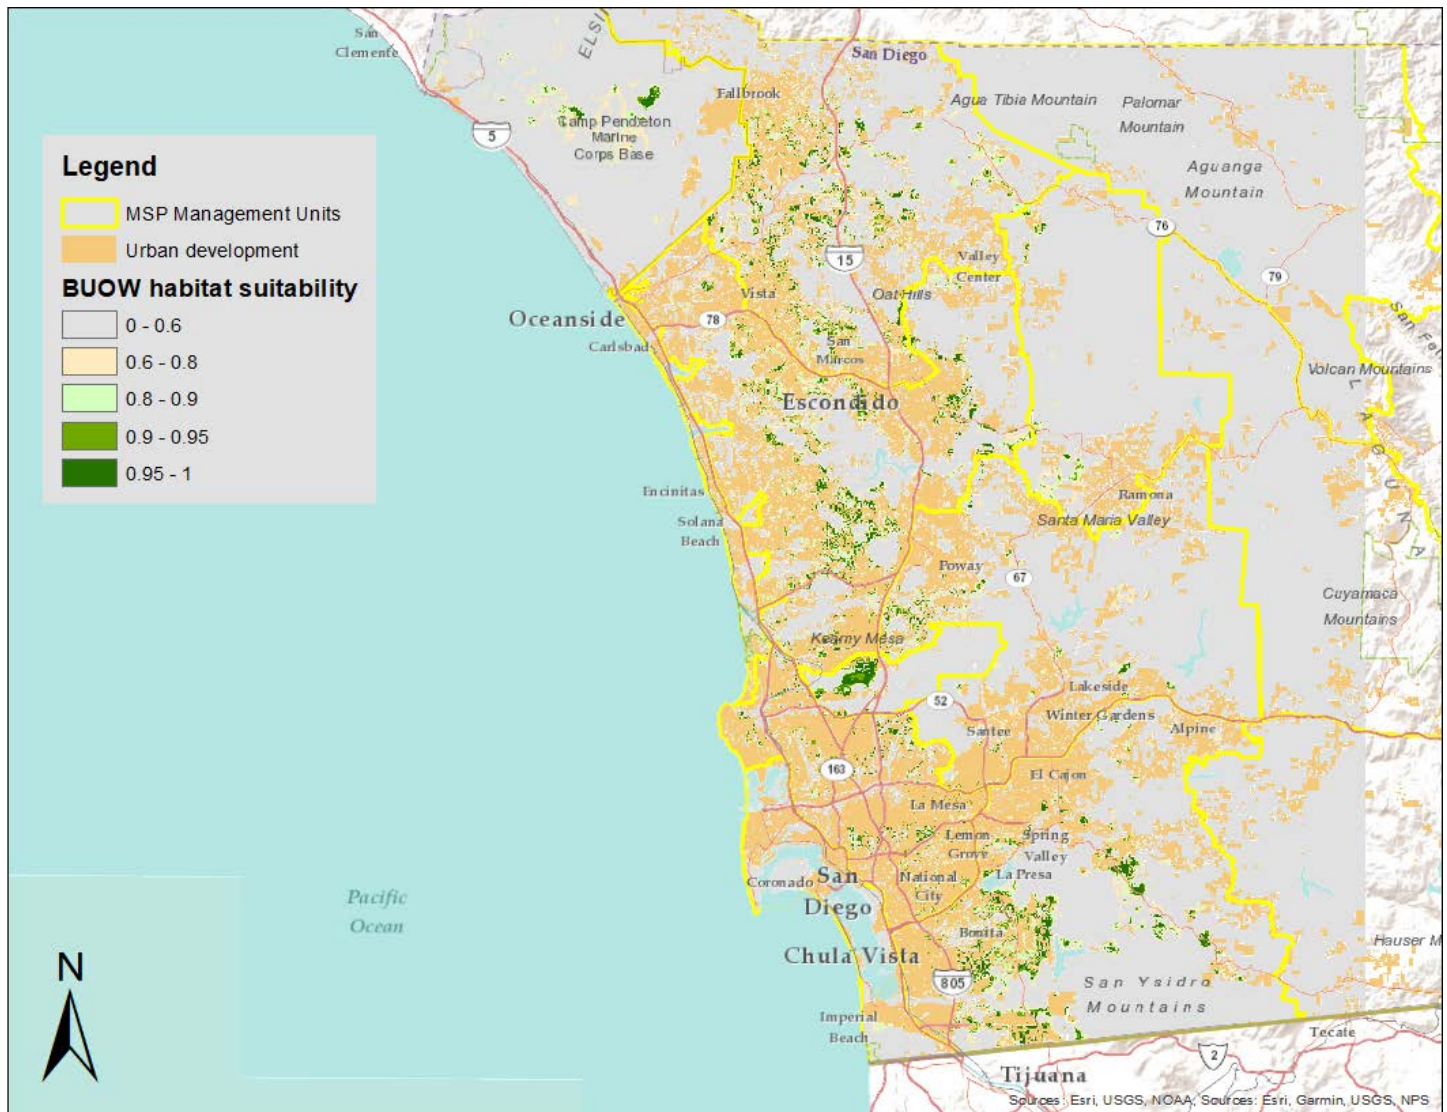 San
Clemente
ELSI
San Diego
Fallbrook
Agua Tibia Mountain
Palomar
Mountain
5
Camp Pendleton
Marine
Corps Base
Aguanga
Mountain
Legend
MSP Management Units
Urban development
BUOW habitat suitability
0 - 0.6
0.6 - 0.8
0.8 - 0.9
0.9 - 0.95
0.95 - 1
76
15
Valley
Center
79
Vista
Oat Hills
Oceanside
78
San
Marcos
Carlsbad
Volcan Mountains
San Fel
LAGUNA
Escondido
Encinitas
Ramona
Solana
Beach
Santa Maria Valley
Poway
67
Cuyamaca
Mountains
Kearny Mesa
Lakeside
52
Winter Gardens
Santee
Alpine
163
El Cajon
La Mesa
Lemon
Grove
Spring
Valley
Coronado
San
Diego
National
City
La Presa
Pacific
Ocean
Bonita
Hauser M
Chula Vista
N
805
San Ysidro
Mountains
Imperial
Beach
Tecate
2
Tijuana
Sources: Esri, USGS, NOAA; Sources: Esri, Garmin, USGS, NPS